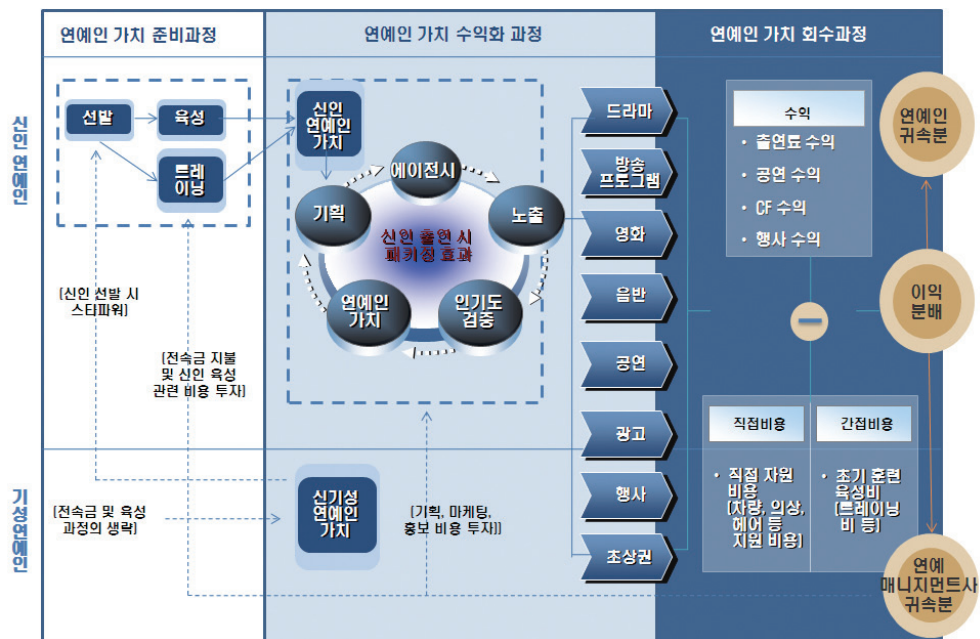 연예인 가치 준비과정
연예인 가치 수익화 과정
연예인 가치 회수과정
신인 연예인
선발
육성
트레
이닝
신인
연예인
가치
에이전시
기획
노출
신인 출연 시
패키징 효과
연예인
가치
인기도
검증
[신인 선발 시
스타파워]
[전속금 지불
및 신인 육성
관련 비용 투자]
드라마
방송
프로그램
영화
음반
공연
광고
행사
초상권
수익
• 출연료 수익
• 공연 수익
• CF 수익
• 행사 수익
연예인
귀속분
이익
분배
직접비용
• 직접 자원
비용
[차량, 의상,
헤어 등
지원 비용]
간접비용
• 초기 훈련
육성비
[트레이닝
비 등]
기성연예인
[전속금 및 육성
과정의 생략]
신기성
연예인
가치
[기획, 마케팅,
홍보 비용 투자]]
연예
매니지먼트사
귀속분